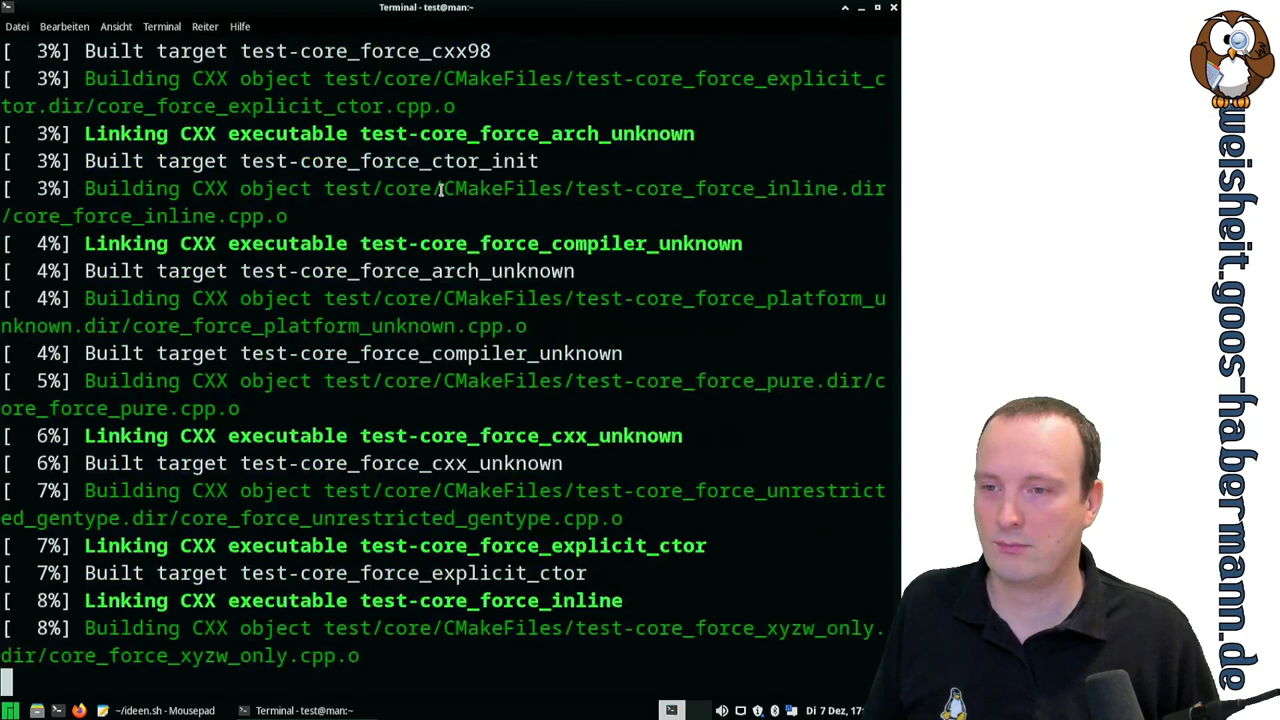 Terminal - test@man:~
Datei Bearbeiten Ansicht Terminal Reiter Hilfe
[  3%] Built target test-core_force_cxx98
[  3%] Building CXX object test/core/CMakeFiles/test-core_force_explicit_c
tor.dir/core_force_explicit_ctor.cpp.o
[  3%] Linking CXX executable test-core_force_arch_unknown
[  3%] Built target test-core_force_ctor_init
[  3%] Building CXX object test/core/CMakeFiles/test-core_force_inline.dir
/core_force_inline.cpp.o
[  4%] Linking CXX executable test-core_force_compiler_unknown
[  4%] Built target test-core_force_arch_unknown
[  4%] Building CXX object test/core/CMakeFiles/test-core_force_platform_u
nknown.dir/core_force_platform_unknown.cpp.o
[  4%] Built target test-core_force_compiler_unknown
[  5%] Building CXX object test/core/CMakeFiles/test-core_force_pure.dir/c
ore_force_pure.cpp.o
[  6%] Linking CXX executable test-core_force_cxx_unknown
[  6%] Built target test-core_force_cxx_unknown
[  7%] Building CXX object test/core/CMakeFiles/test-core_force_unrestrict
ed_gentype.dir/core_force_unrestricted_gentype.cpp.o
[  7%] Linking CXX executable test-core_force_explicit_ctor
[  7%] Built target test-core_force_explicit_ctor
[  8%] Linking CXX executable test-core_force_inline
[  8%] Building CXX object test/core/CMakeFiles/test-core_force_xyzw_only.
dir/core_force_xyzw_only.cpp.o
~/ideen.sh - Mousepad
Terminal - test@man:~
Di 7 Dez, 17:
weisheit.goos-habermann.de